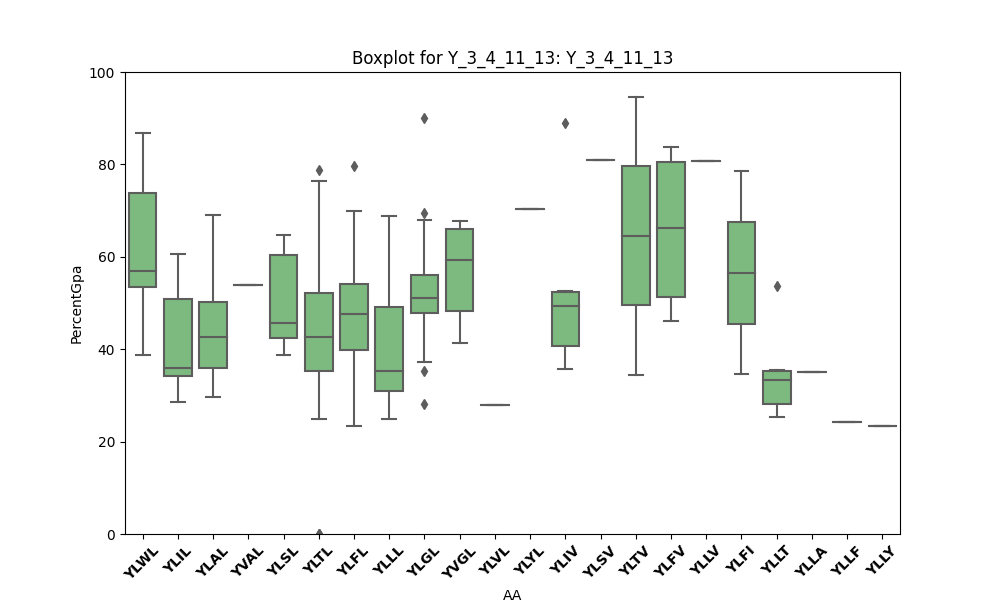 Boxplot for Y_3_4_11_13: Y_3_4_11_13
100
80
60
40
20
0
PercentGpa
YLWL YLIL YLAL YVAL YLSL YLTL YLFL YLLL YLGL YVGL YLVL YLYL YLIV YLSV YLTV YLFV YLLV YLFI YLLT YLLA YLLF YLLY
AA